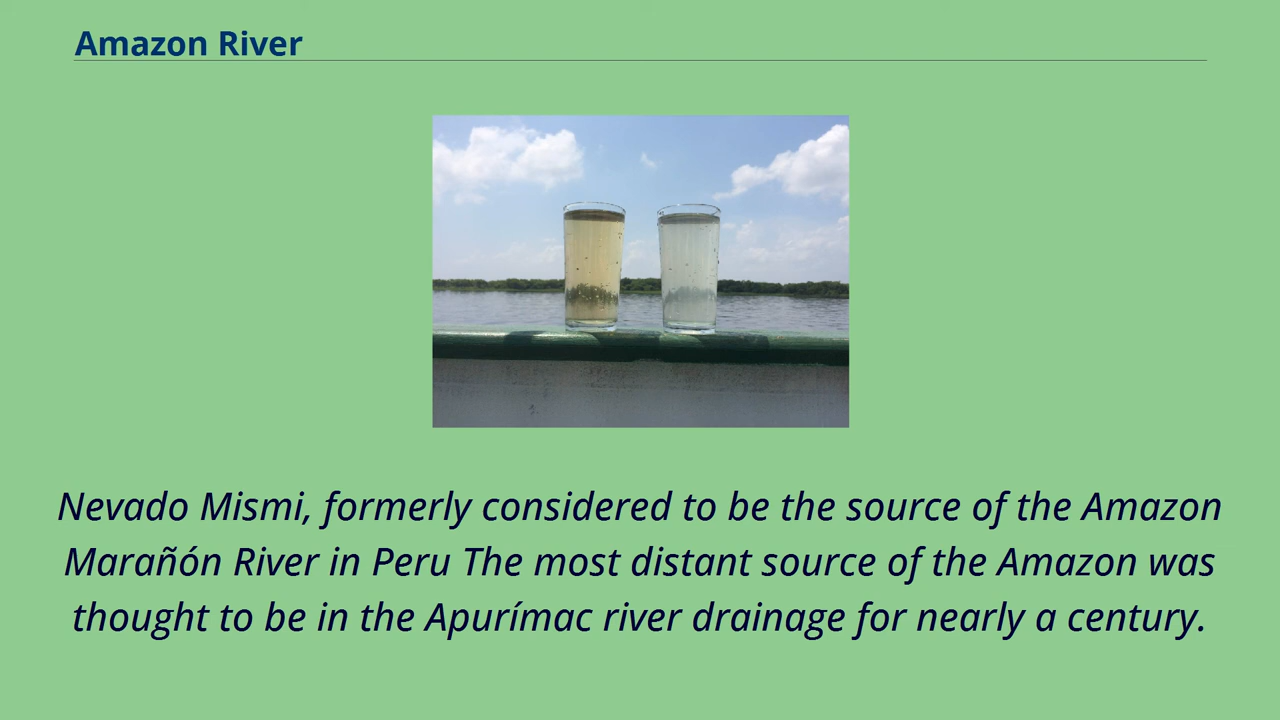 Amazon River
Nevado Mismi, formerly considered to be the source of the Amazon
Marañón River in Peru The most distant source of the Amazon was
thought to be in the Apurímac river drainage for nearly a century.